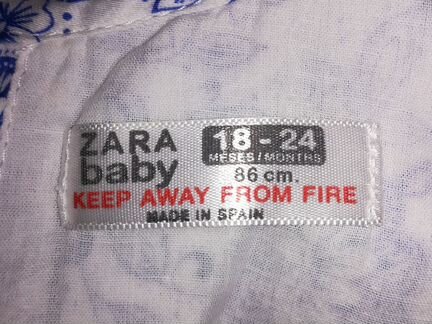 ZARA 18 - 24
MESES/MONTHS
baby 86 cm.
KEEP AWAY FROM FIRE
MADE IN SPAIN